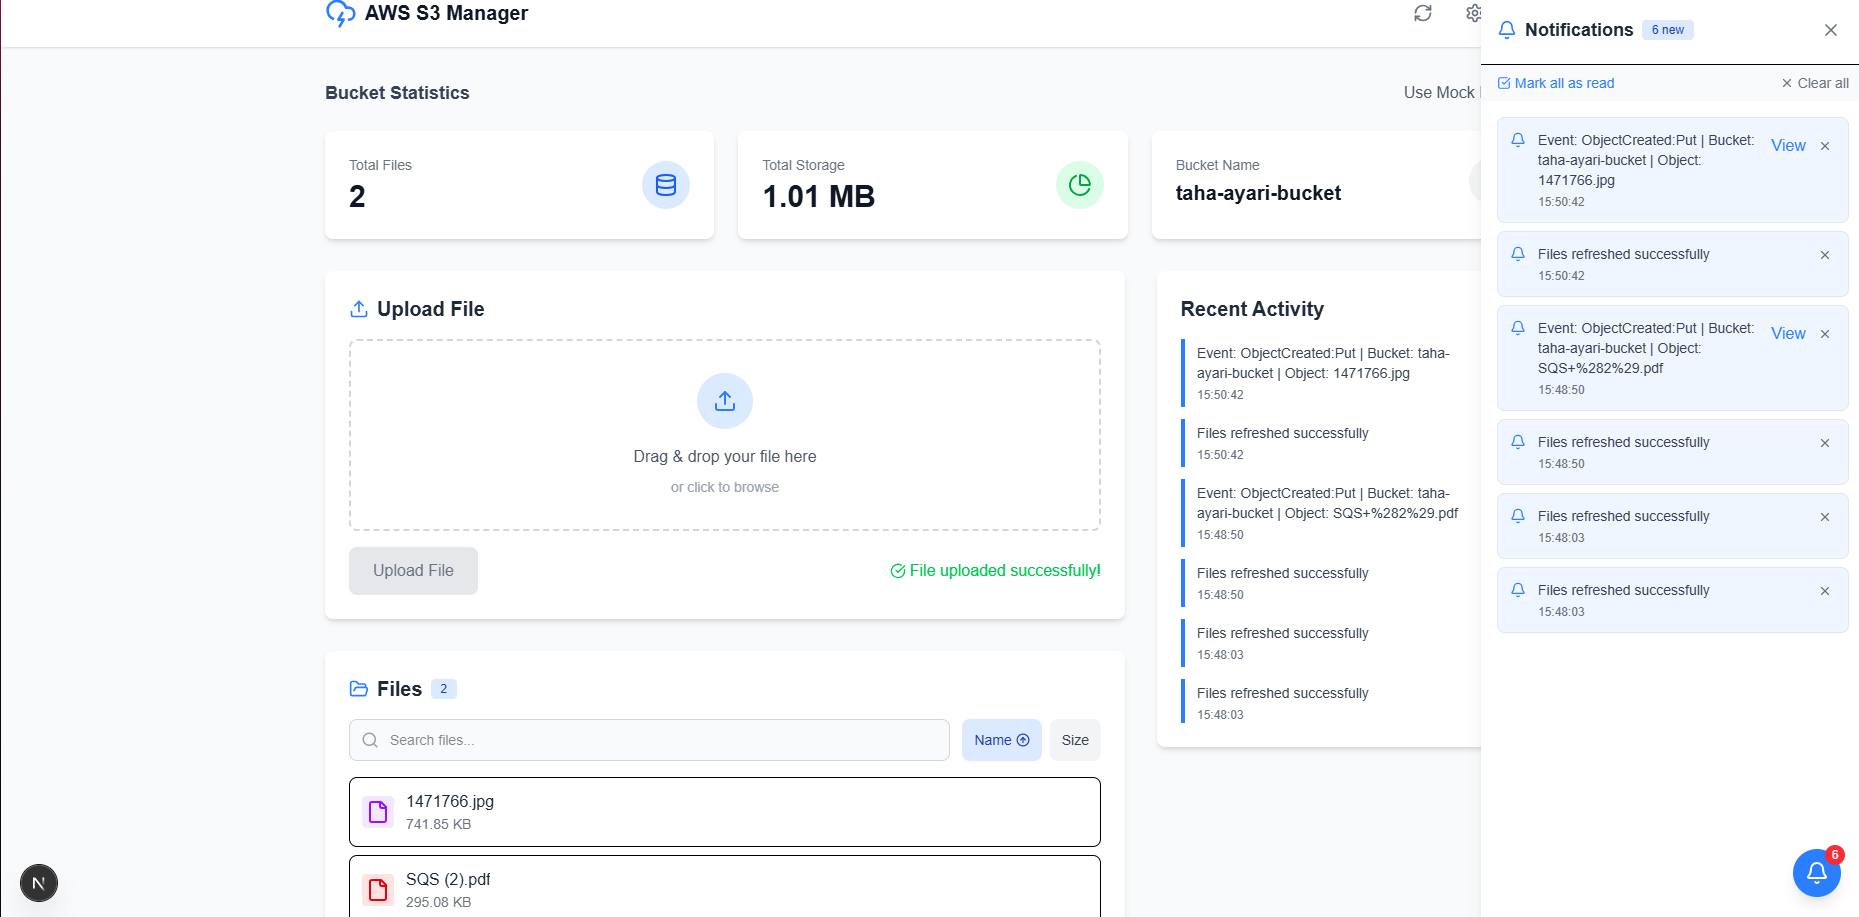 AWS S3 Manager
Bucket Statistics
Use Mock
Total Files
2
Total Storage
1.01 MB
Bucket Name
taha-ayari-bucket
Upload File
Drag & drop your file here
or click to browse
Upload File
File uploaded successfully!
Files 2
Search files...
Name
Size
1471766.jpg
741.85 KB
SQS (2).pdf
295.08 KB
N
Recent Activity
Event: ObjectCreated:Put | Bucket: taha-
ayari-bucket | Object: 1471766.jpg
15:50:42
Files refreshed successfully
15:50:42
Event: ObjectCreated:Put | Bucket: taha-
ayari-bucket | Object: SQS+%282%29.pdf
15:48:50
Files refreshed successfully
15:48:50
Files refreshed successfully
15:48:03
Files refreshed successfully
15:48:03
Notifications 6 new
Mark all as read
Clear all
Event: ObjectCreated:Put | Bucket:
taha-ayari-bucket | Object:
1471766.jpg
15:50:42
View
Files refreshed successfully
15:50:42
Event: ObjectCreated:Put | Bucket:
taha-ayari-bucket | Object:
SQS+%282%29.pdf
15:48:50
View
Files refreshed successfully
15:48:50
Files refreshed successfully
15:48:03
Files refreshed successfully
15:48:03
6